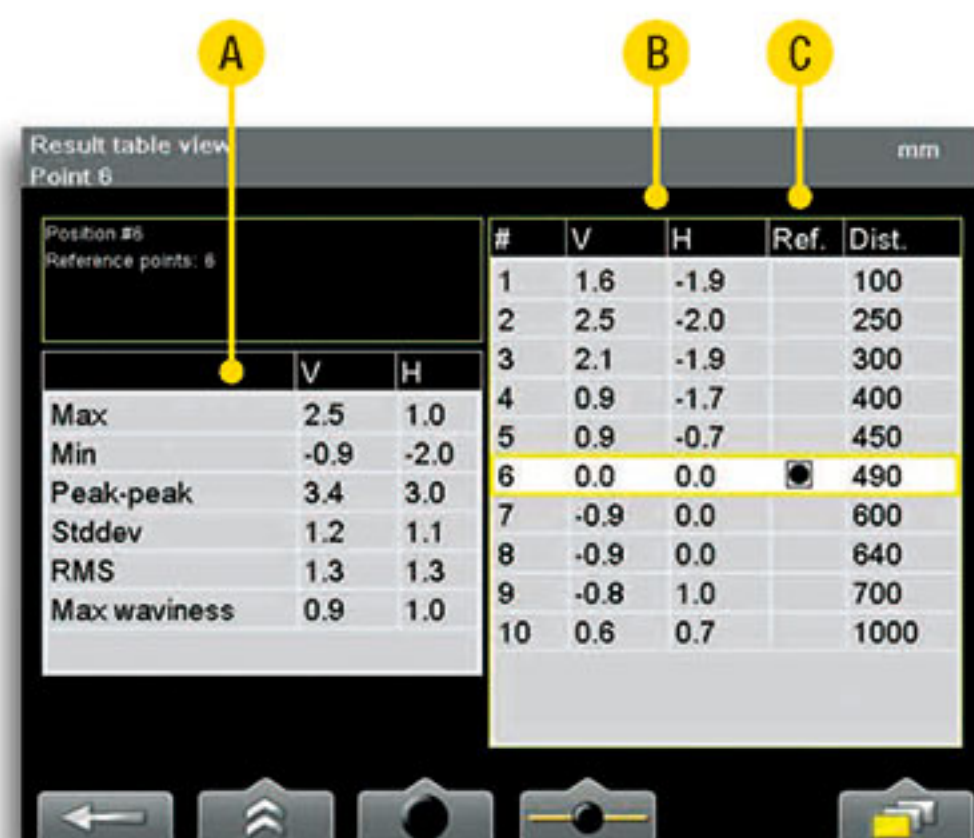 A B C
Result table view mm
Point 6
Position #6
Reference points: 6
V H
Max 2.5 1.0
Min -0.9 -2.0
Peak-peak 3.4 3.0
Stddev 1.2 1.1
RMS 1.3 1.3
Max waviness 0.9 1.0
# V H Ref. Dist.
1 1.6 -1.9 100
2 2.5 -2.0 250
3 2.1 -1.9 300
4 0.9 -1.7 400
5 0.9 -0.7 450
6 0.0 0.0 490
7 -0.9 0.0 600
8 -0.9 0.0 640
9 -0.8 1.0 700
10 0.6 0.7 1000